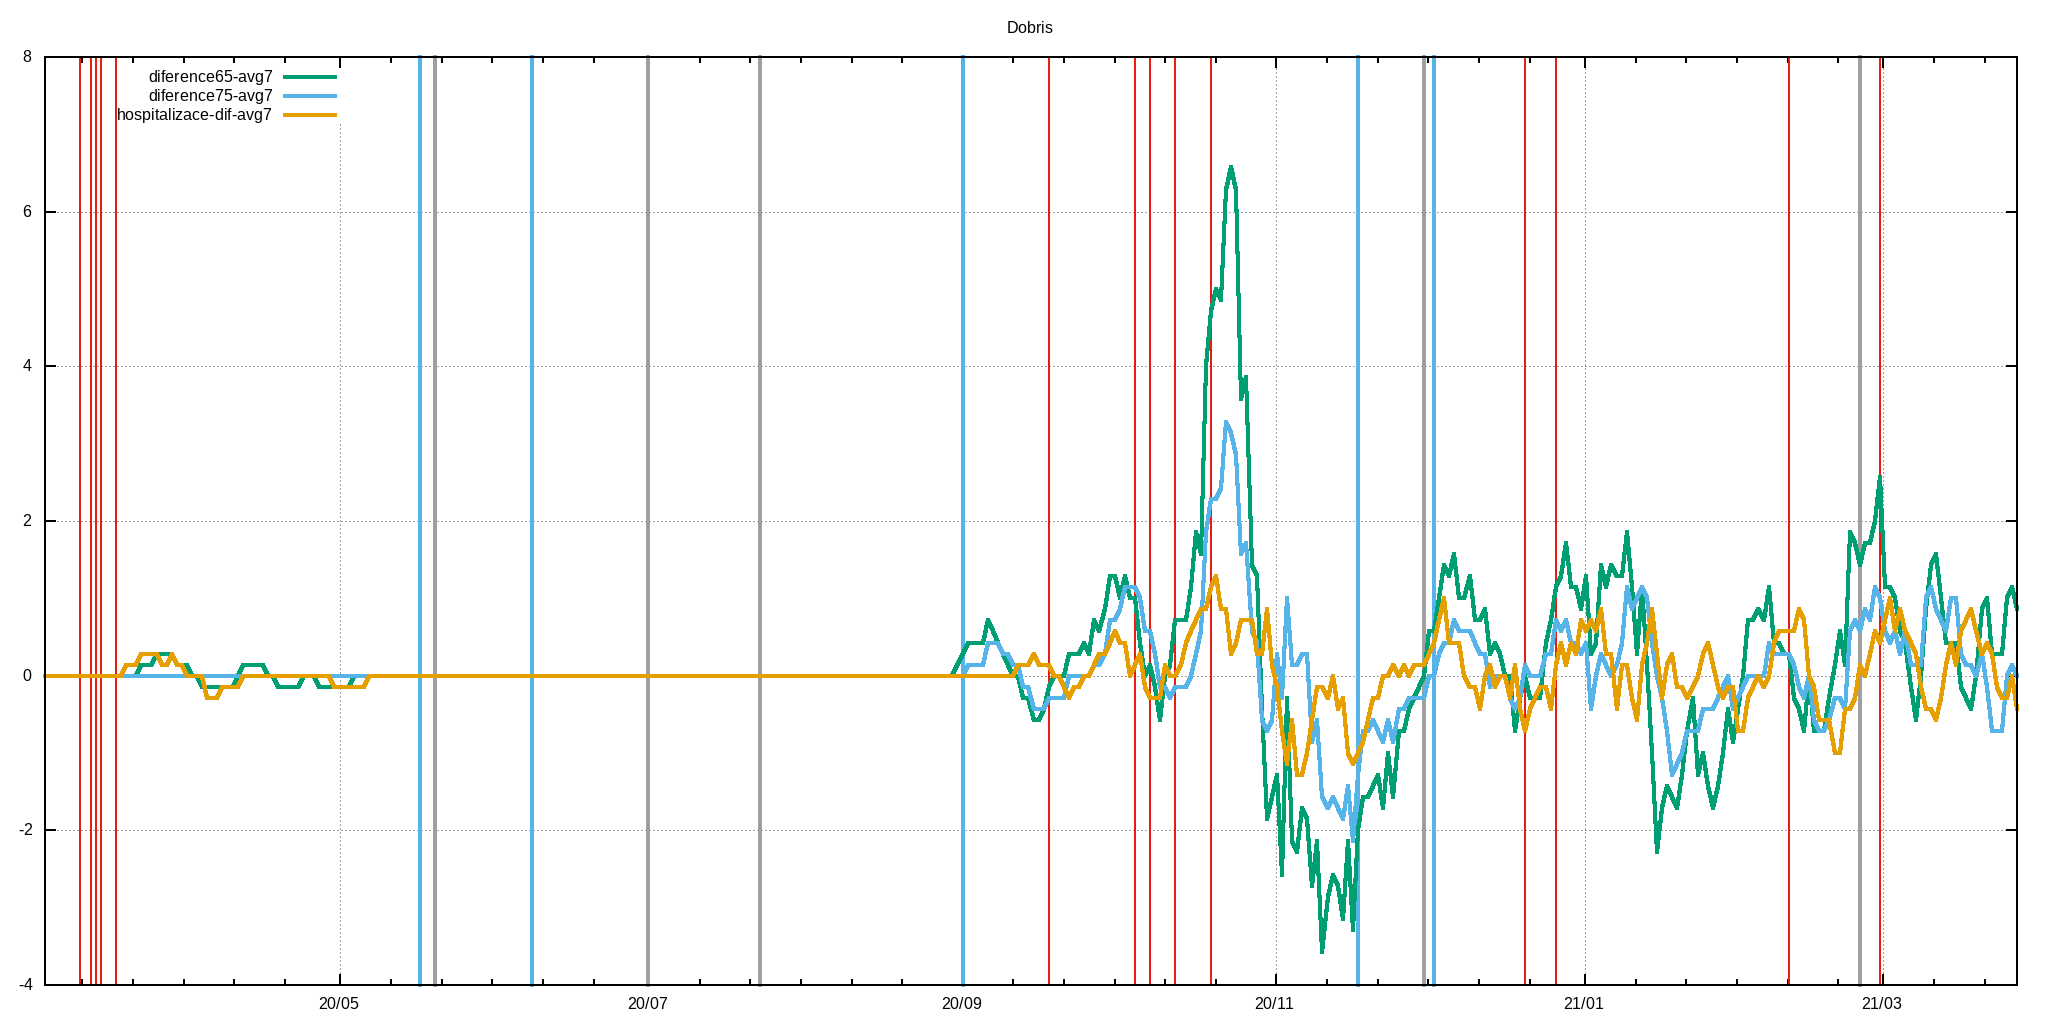 Dobris
8
diference65-avg7
diference75-avg7
hospitalizace-dif-avg7
6
4
2
0
-2
-4
20/05 20/07 20/09 20/11 21/01 21/03